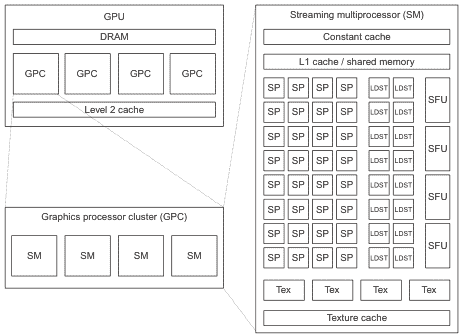 GPU
DRAM
GPC GPC GPC GPC
Level 2 cache
Graphics processor cluster (GPC)
SM SM SM SM
Streaming multiprocessor (SM)
Constant cache
L1 cache / shared memory
SP SP SP SP LDST LDST SFU
SP SP SP SP LDST LDST
SP SP SP SP LDST LDST SFU
SP SP SP SP LDST LDST
SP SP SP SP LDST LDST SFU
SP SP SP SP LDST LDST
SP SP SP SP LDST LDST SFU
SP SP SP SP LDST LDST
Tex Tex Tex Tex
Texture cache